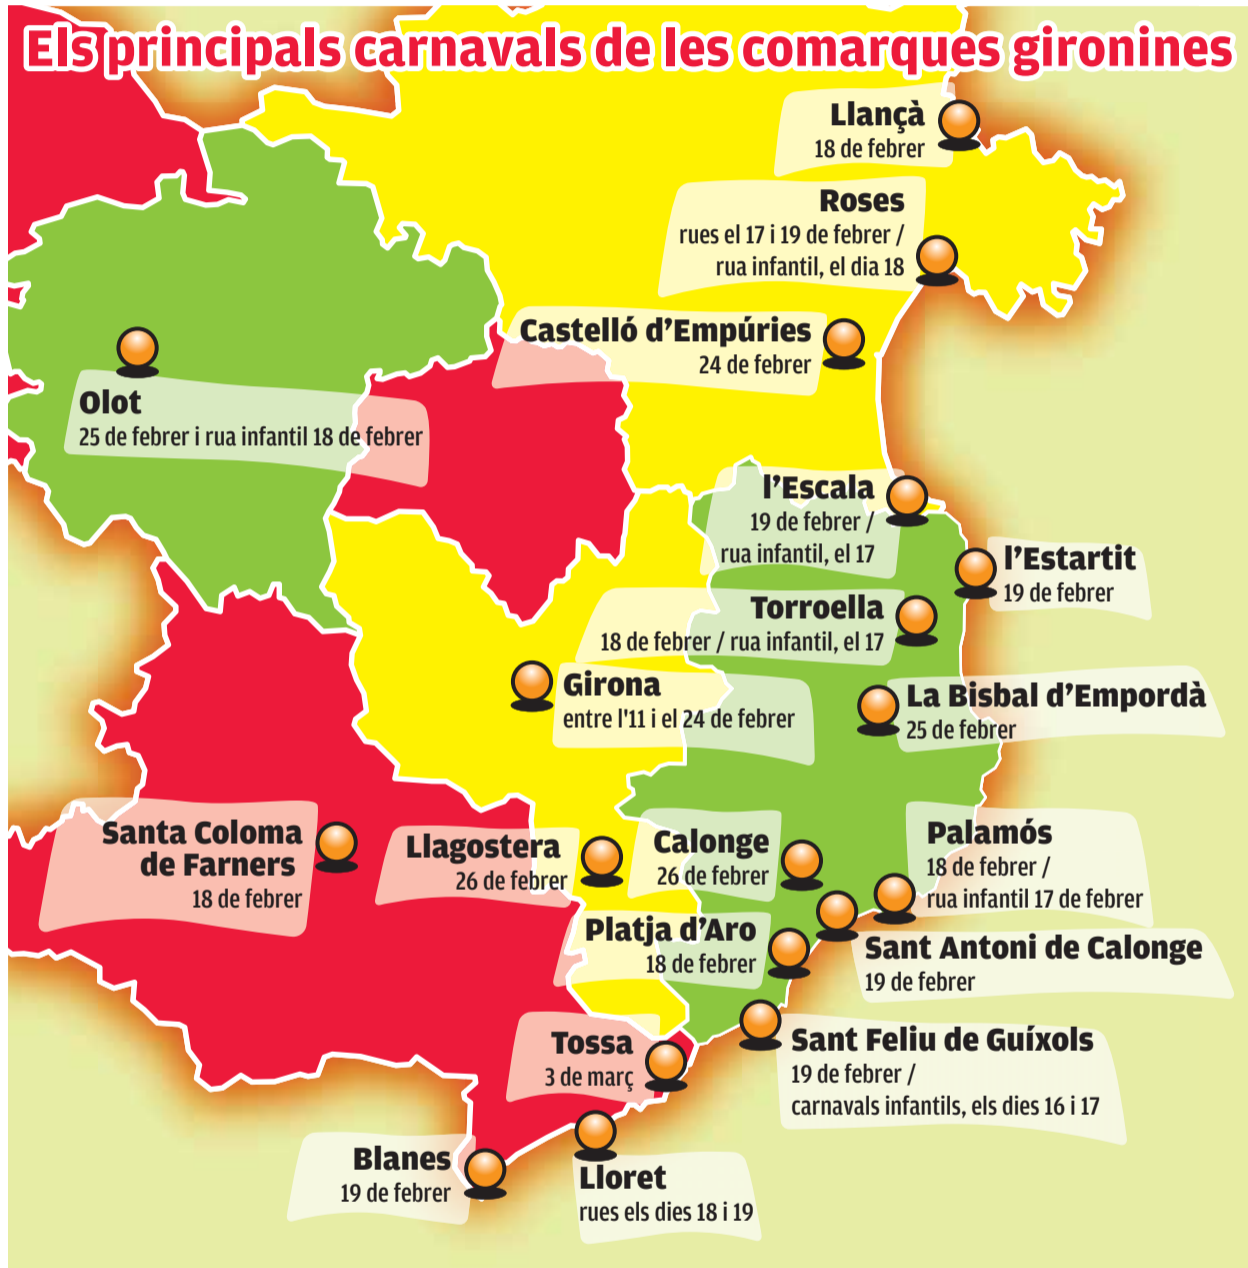 Els principals carnavals de les comarques gironines
Llançà
18 de febrer
Roses
rues el 17 i 19 de febrer /
rua infantil, el dia 18
Castelló d'Empúries
24 de febrer
Olot
25 de febrer i rua infantil 18 de febrer
l'Escala
19 de febrer /
rua infantil, el 17
l'Estartit
19 de febrer
Torroella
18 de febrer / rua infantil, el 17
Girona
entre l'11 i el 24 de febrer
La Bisbal d'Empordà
25 de febrer
Santa Coloma
de Farners
18 de febrer
Llagostera
26 de febrer
Calonge
26 de febrer
Palamós
18 de febrer /
rua infantil 17 de febrer
Platja d'Aro
18 de febrer
Sant Antoni de Calonge
19 de febrer
Tossa
3 de març
Sant Feliu de Guíxols
19 de febrer /
carnavals infantils, els dies 16 i 17
Blanes
19 de febrer
Lloret
rues els dies 18 i 19